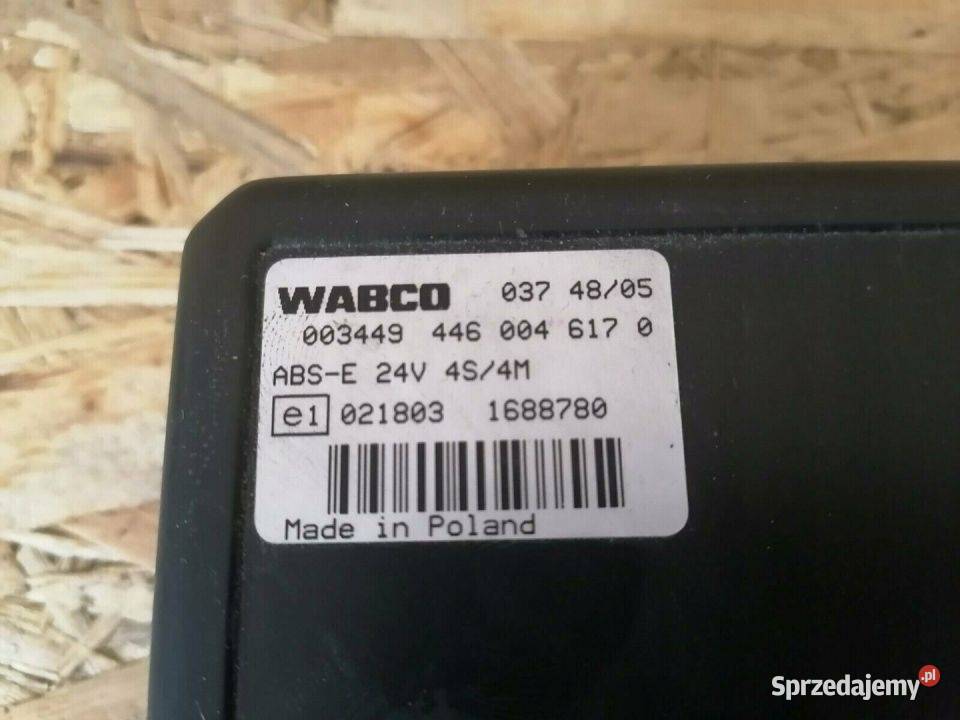 WABCO 037 48/05
003449 446 004 617 0
ABS-E 24V 4S/4M
e1 021803 1688780
Made in Poland
Sprzedajemy.pl